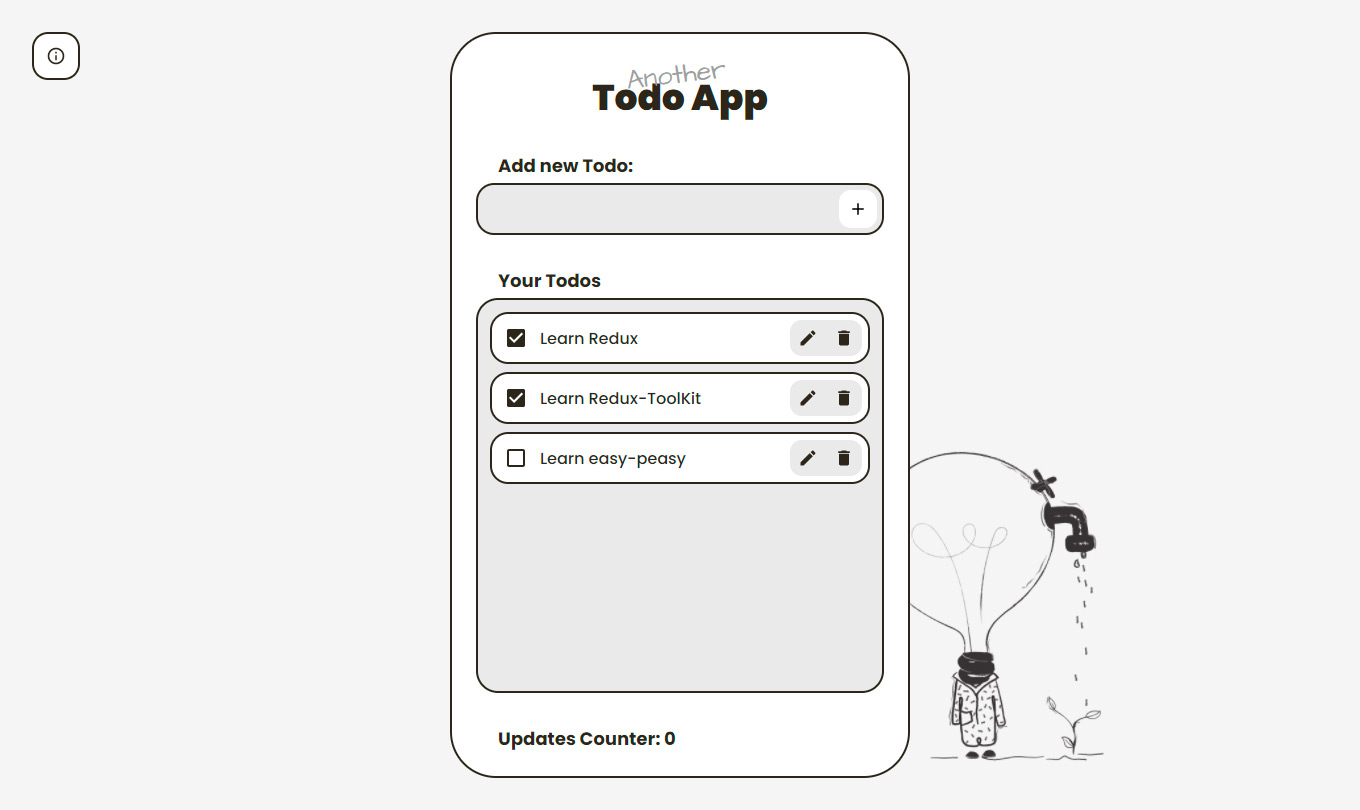 Another
Todo App
Add new Todo:
Your Todos
Learn Redux
Learn Redux-ToolKit
Learn easy-peasy
Updates Counter: 0